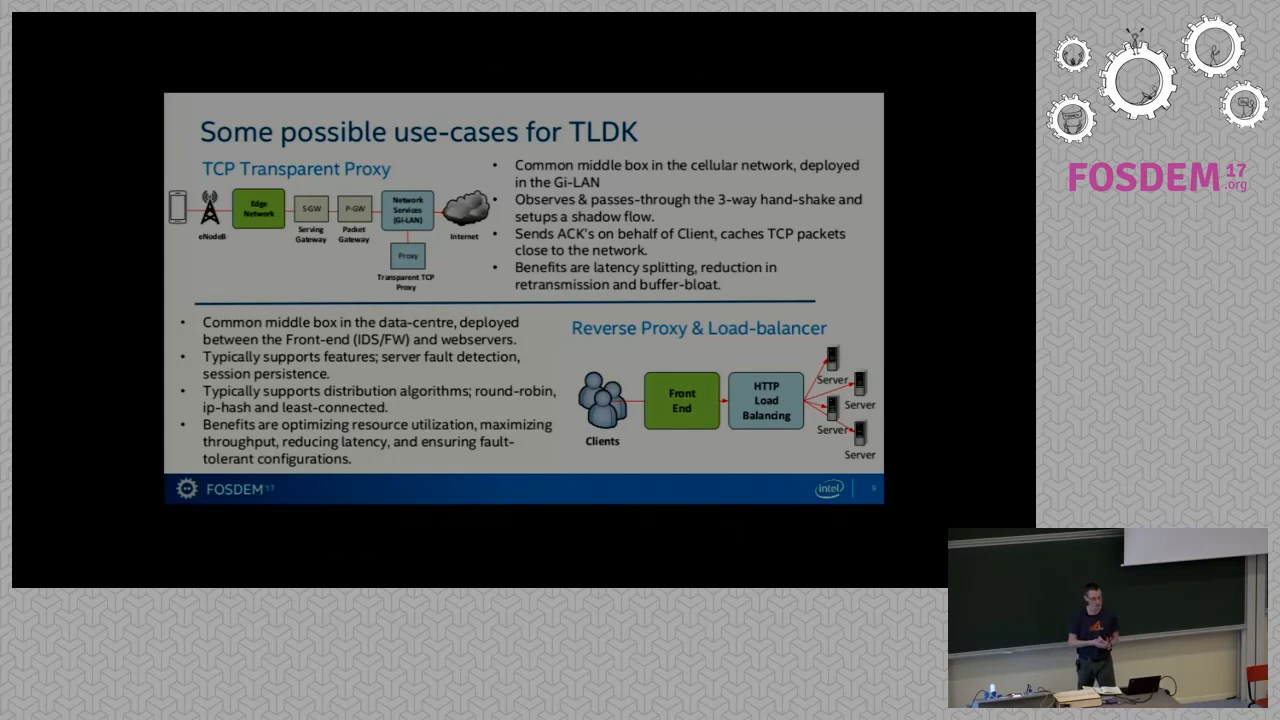 Some possible use-cases for TLDK
TCP Transparent Proxy
eNodeB
Edge
Network
S-GW
Serving
Gateway
P-GW
Packet
Gateway
Network
Services
(Gi-LAN)
Internet
Proxy
Transparent TCP
Proxy
• Common middle box in the cellular network, deployed
in the Gi-LAN
• Observes & passes-through the 3-way hand-shake and
setups a shadow flow.
• Sends ACK's on behalf of Client, caches TCP packets
close to the network.
• Benefits are latency splitting, reduction in
retransmission and buffer-bloat.
• Common middle box in the data-centre, deployed
between the Front-end (IDS/FW) and webservers.
• Typically supports features; server fault detection,
session persistence.
• Typically supports distribution algorithms; round-robin,
ip-hash and least-connected.
• Benefits are optimizing resource utilization, maximizing
throughput, reducing latency, and ensuring fault-
tolerant configurations.
Reverse Proxy & Load-balancer
Clients
Front
End
HTTP
Load
Balancing
Server
Server
Server
Server
FOSDEM'17
intel
9
FOSDEM 17
.org